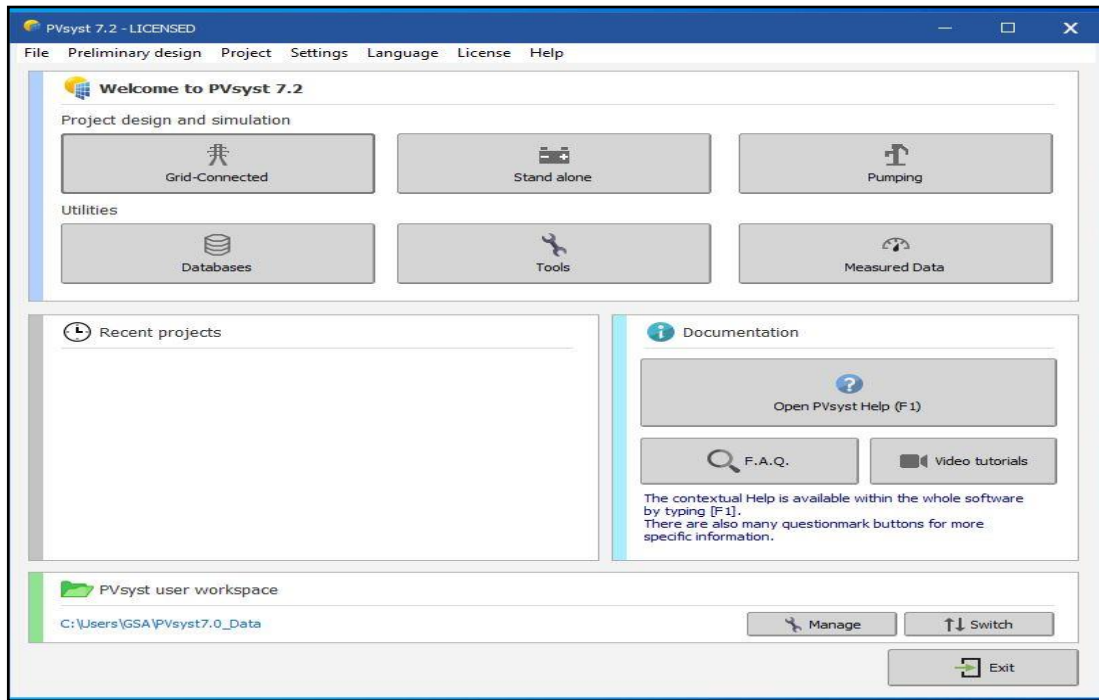 PVsyst 7.2 - LICENSED
File Preliminary design Project Settings Language License Help
Welcome to PVsyst 7.2
Project design and simulation
Grid-Connected
Stand alone
Pumping
Utilities
Databases
Tools
Measured Data
Recent projects
Documentation
Open PVsyst Help (F1)
F.A.Q.
Video tutorials
The contextual Help is available within the whole software
by typing [F1].
There are also many questionmark buttons for more
specific information.
PVsyst user workspace
C:\Users\GSA\PVsyst7.0_Data
Manage
Switch
Exit